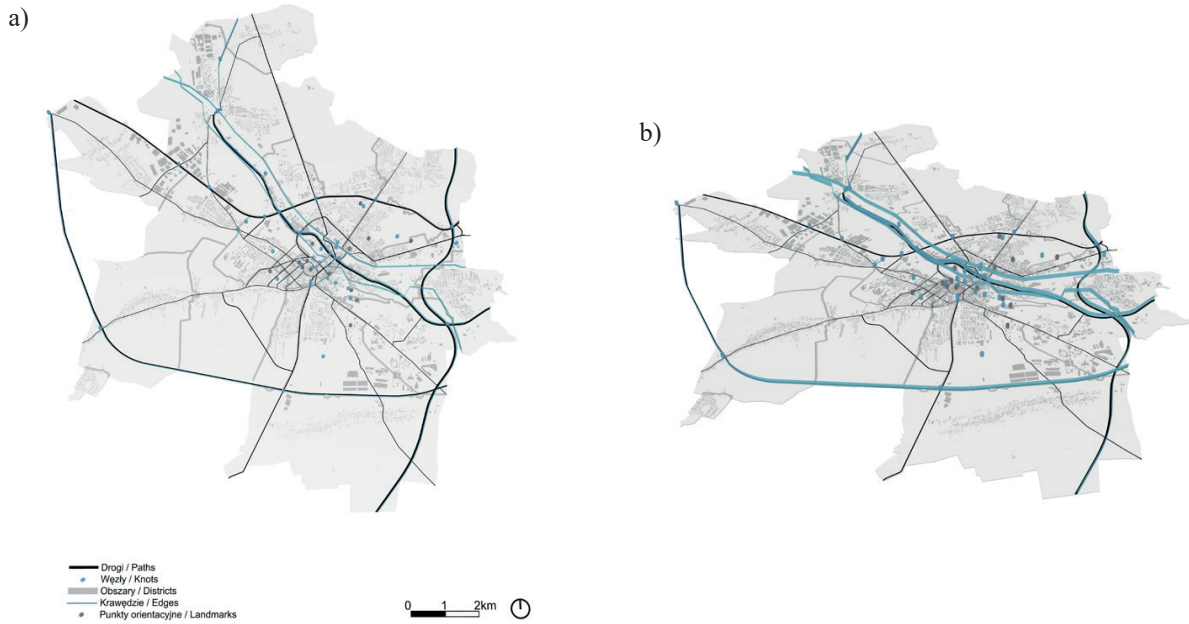 a)
b)
Drogi / Paths
Węzły / Knots
Obszary / Districts
Krawędzie / Edges
Punkty orientacyjne / Landmarks
0 1 2km